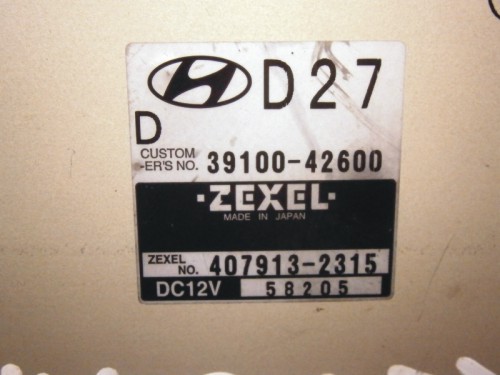 D27
D
CUSTOM
-ER'S NO. 39100-42600
·ZEXEL·
MADE IN JAPAN
ZEXEL
NO. 407913-2315
DC12V 58205